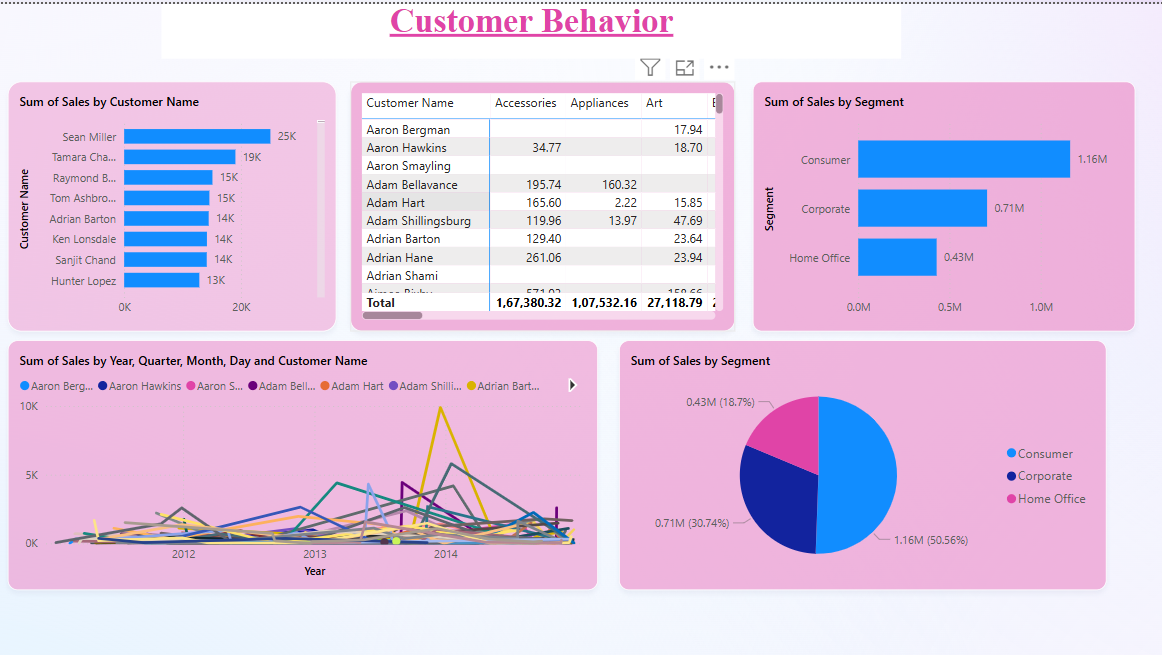 Customer Behavior
Sum of Sales by Customer Name
Customer Name
Sean Miller 25K
Tamara Cha... 19K
Raymond B... 15K
Tom Ashbro... 15K
Adrian Barton 14K
Ken Lonsdale 14K
Sanjit Chand 14K
Hunter Lopez 13K
0K 20K
Customer Name Accessories Appliances Art
Aaron Bergman 17.94
Aaron Hawkins 34.77 18.70
Aaron Smayling
Adam Bellavance 195.74 160.32
Adam Hart 165.60 2.22 15.85
Adam Shillingsburg 119.96 13.97 47.69
Adrian Barton 129.40 23.64
Adrian Hane 261.06 23.94
Adrian Shami
Total 1,67,380.32 1,07,532.16 27,118.79
Sum of Sales by Segment
Segment
Consumer 1.16M
Corporate 0.71M
Home Office 0.43M
0.0M 0.5M 1.0M
Sum of Sales by Year, Quarter, Month, Day and Customer Name
Aaron Berg... Aaron Hawkins Aaron S... Adam Bell... Adam Hart Adam Shilli... Adrian Bart...
10K
5K
0K
2012 2013 2014
Year
Sum of Sales by Segment
0.43M (18.7%)
0.71M (30.74%)
1.16M (50.56%)
Consumer
Corporate
Home Office